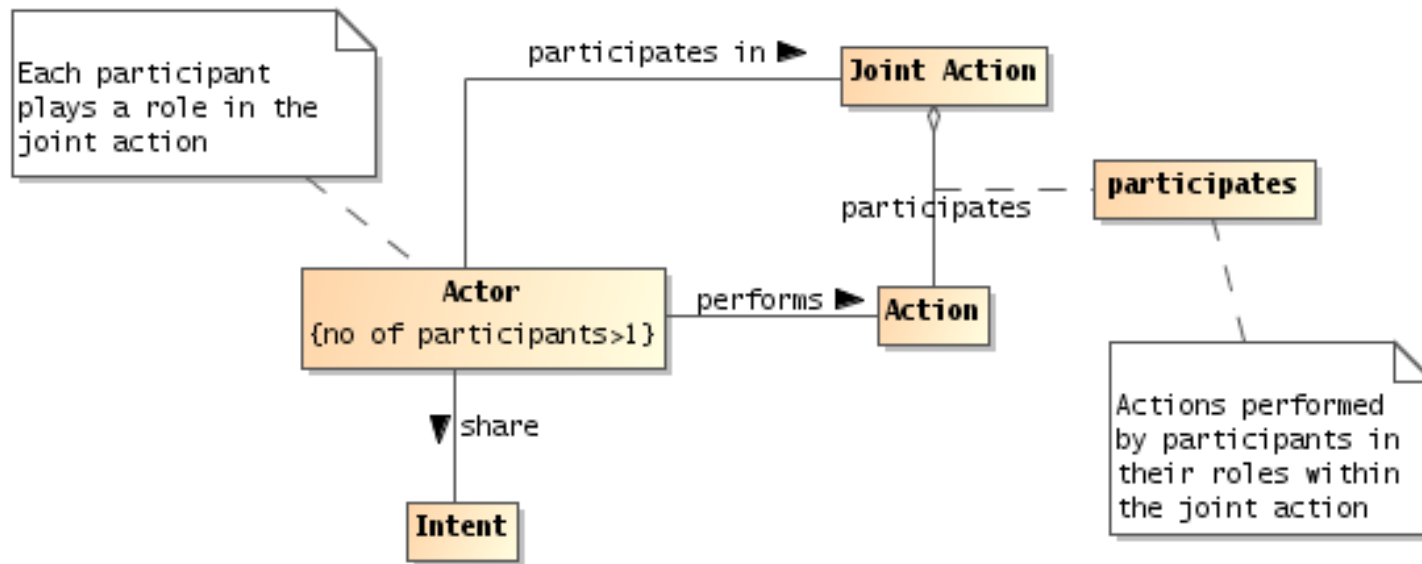 Each participant
plays a role in the
joint action
participates in
Joint Action
participates
participates
Actor
{no of participants>1}
performs
Action
share
Intent
Actions performed
by participants in
their roles within
the joint action